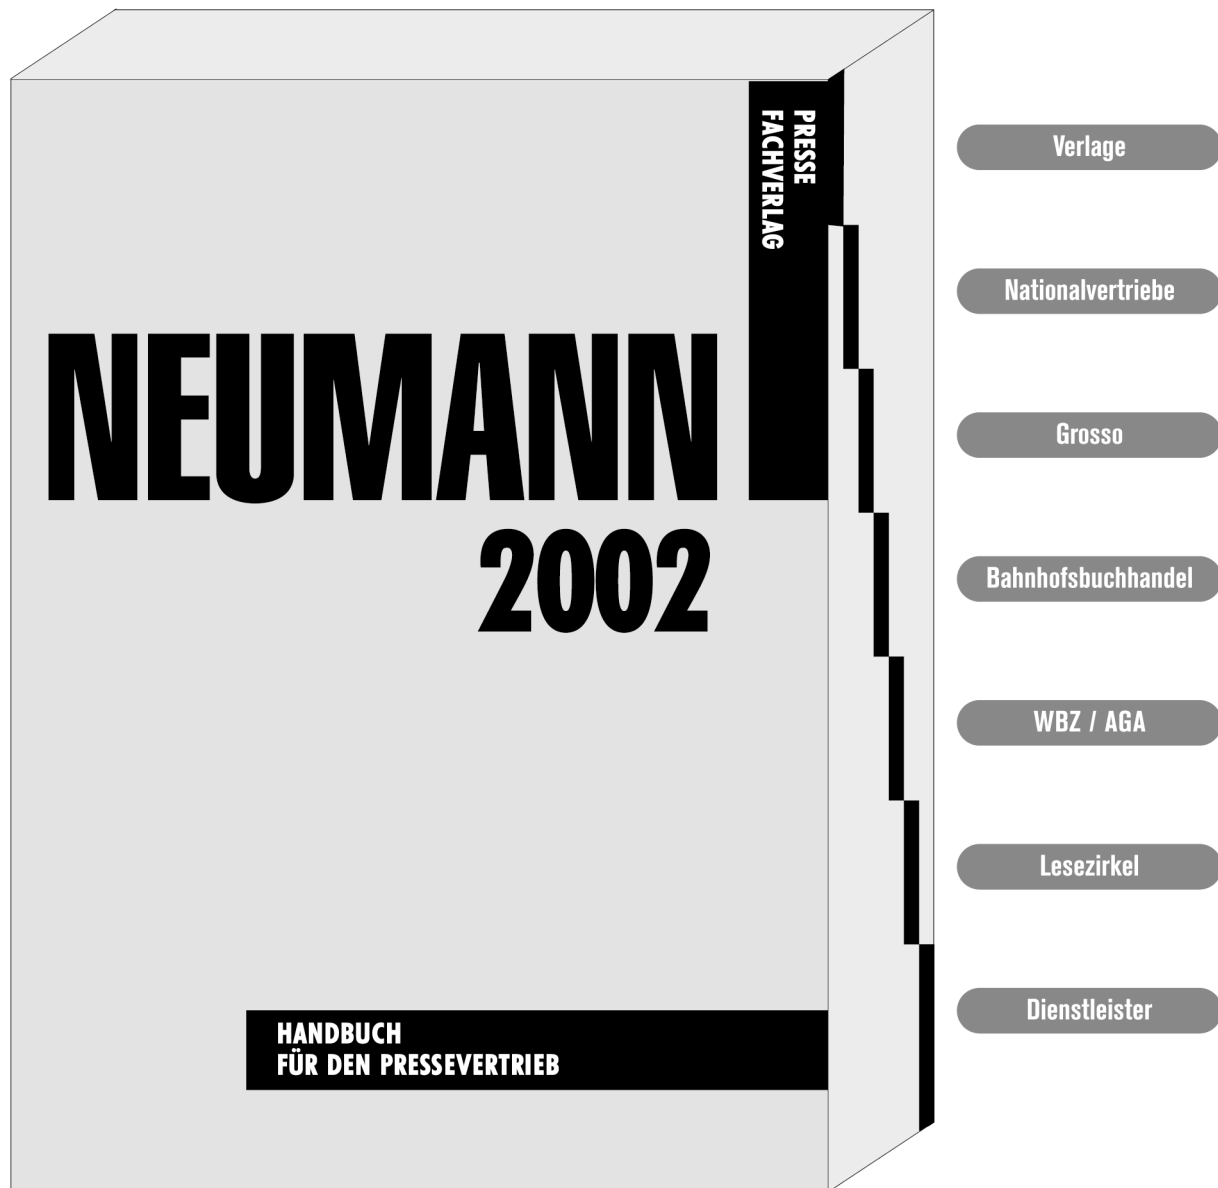 PRESSE
FACHVERLAG
NEUMANN
2002
HANDBUCH
FÜR DEN PRESSEVERTRIEB
Verlage
Nationalvertriebe
Grosso
Bahnhofsbuchhandel
WBZ / AGA
Lesezirkel
Dienstleister